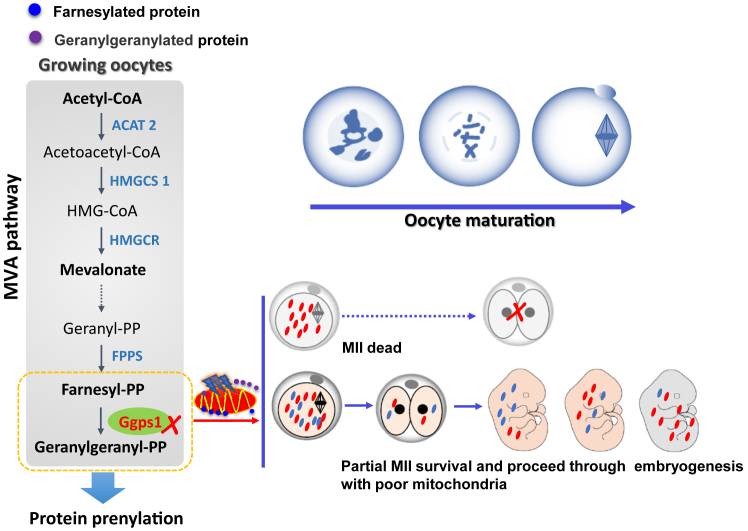 Farnesylated protein
Geranylgeranylated protein
Growing oocytes
MVA pathway
Acetyl-CoA
ACAT 2
Acetoacetyl-CoA
HMGCS 1
HMG-CoA
HMGCR
Mevalonate
Geranyl-PP
FPPS
Farnesyl-PP
Ggps1
Gerylgeranyl-PP
Protein prenylation
Oocyte maturation
MII dead
Partial MII survival and proceed through embryogenesis
with poor mitochondria